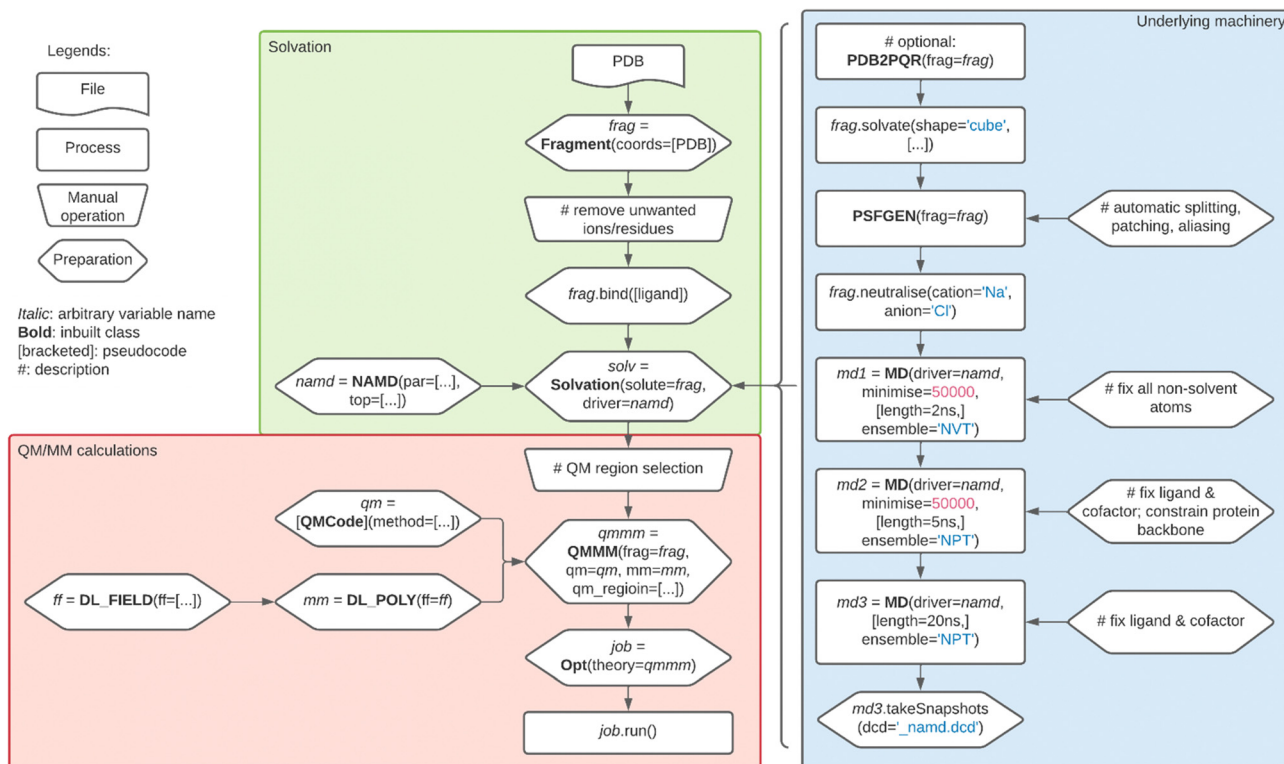 Legends:
File
Process
Manual
operation
Preparation
Italic: arbitrary variable name
Bold: inbuilt class
[bracketed]: pseudocode
#: description
Solvation
PDB
frag =
Fragment(coords=[PDB])
# remove unwanted
ions/residues
frag.bind([ligand])
namd = NAMD(par=[...],
top=[...])
solv =
Solvation(solute=frag,
driver=namd)
QM/MM calculations
# QM region selection
qm =
[QMCode](method=[...])
ff = DL_FIELD(ff=[...])
mm = DL_POLY(ff=ff)
qmmm =
QMMM(frag=frag,
qm=qm, mm=mm,
qm_regioin=[...])
job =
Opt(theory=qmmm)
job.run()
Underlying machinery
# optional:
PDB2PQR(frag=frag)
frag.solvate(shape='cube',
[...])
PSFGEN(frag=frag)
# automatic splitting,
patching, aliasing
frag.neutralise(cation='Na',
anion='Cl')
md1 = MD(driver=namd,
minimise=50000,
[length=2ns,]
ensemble='NVT')
# fix all non-solvent
atoms
md2 = MD(driver=namd,
minimise=50000,
[length=5ns,]
ensemble='NPT')
# fix ligand &
cofactor; constrain protein
backbone
md3 = MD(driver=namd,
[length=20ns,]
ensemble='NPT')
# fix ligand & cofactor
md3.takeSnapshots
(dcd='_namd.dcd')